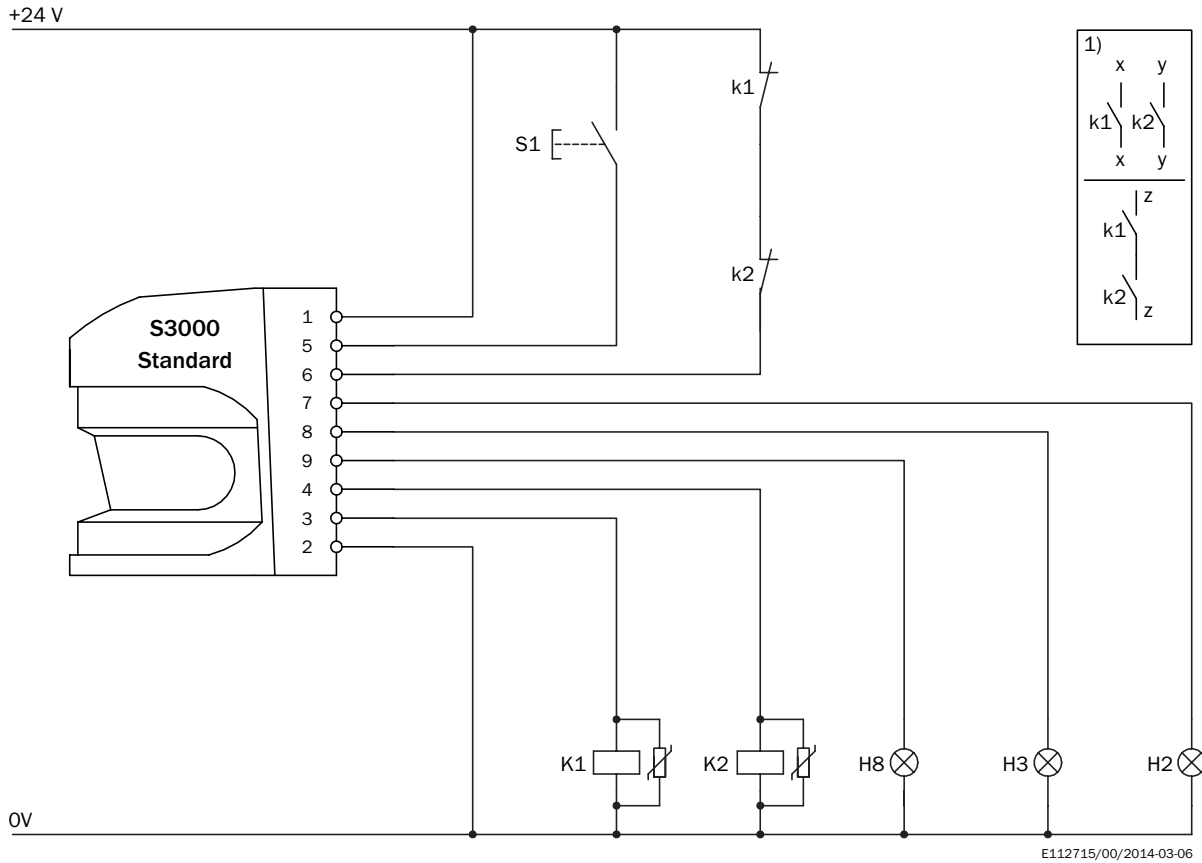 +24 V
k1
S1
k2
1)
x y
k1 k2
x y
z
k1
k2
z
S3000
Standard
1
5
6
7
8
9
4
3
2
K1
K2
H8
H3
H2
0V
E112715/00/2014-03-06